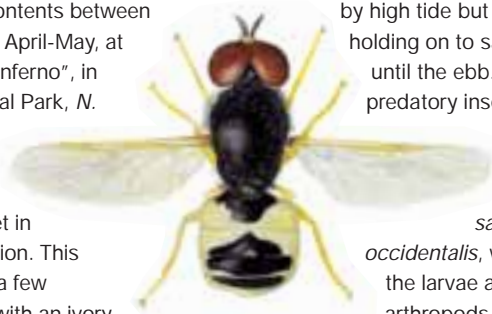 ontents between
April-May, at
nferno”, in
al Park, N.
et in
ion. This
a few
with an ivory
by high tide but
holding on to s
until the ebb.
predatory inse
sa
occidentalis,
the larvae a
arthropods